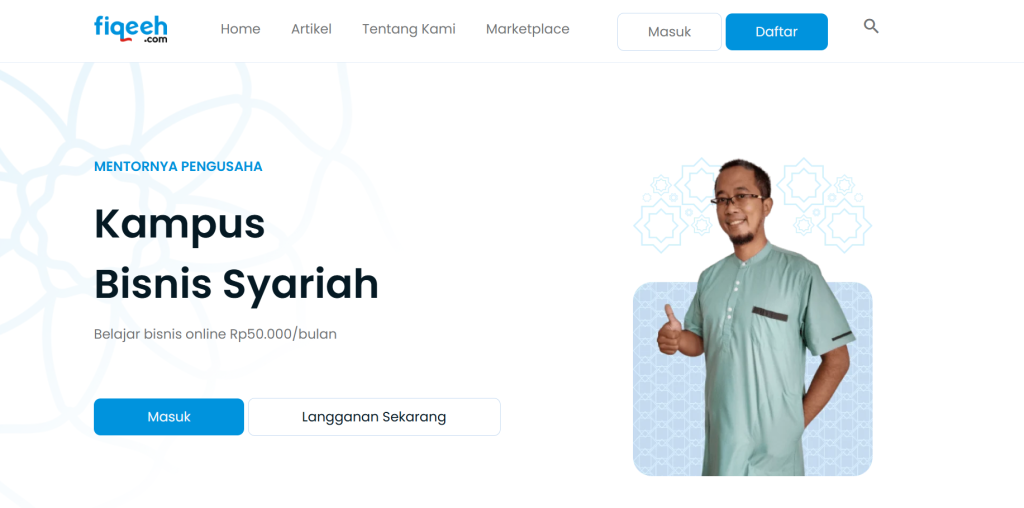 fiqeeh
.com
Home Artikel Tentang Kami Marketplace Masuk Daftar
MENTORNYA PENGUSAHA
Kampus
Bisnis Syariah
Belajar bisnis online Rp50.000/bulan
Masuk Langganan Sekarang